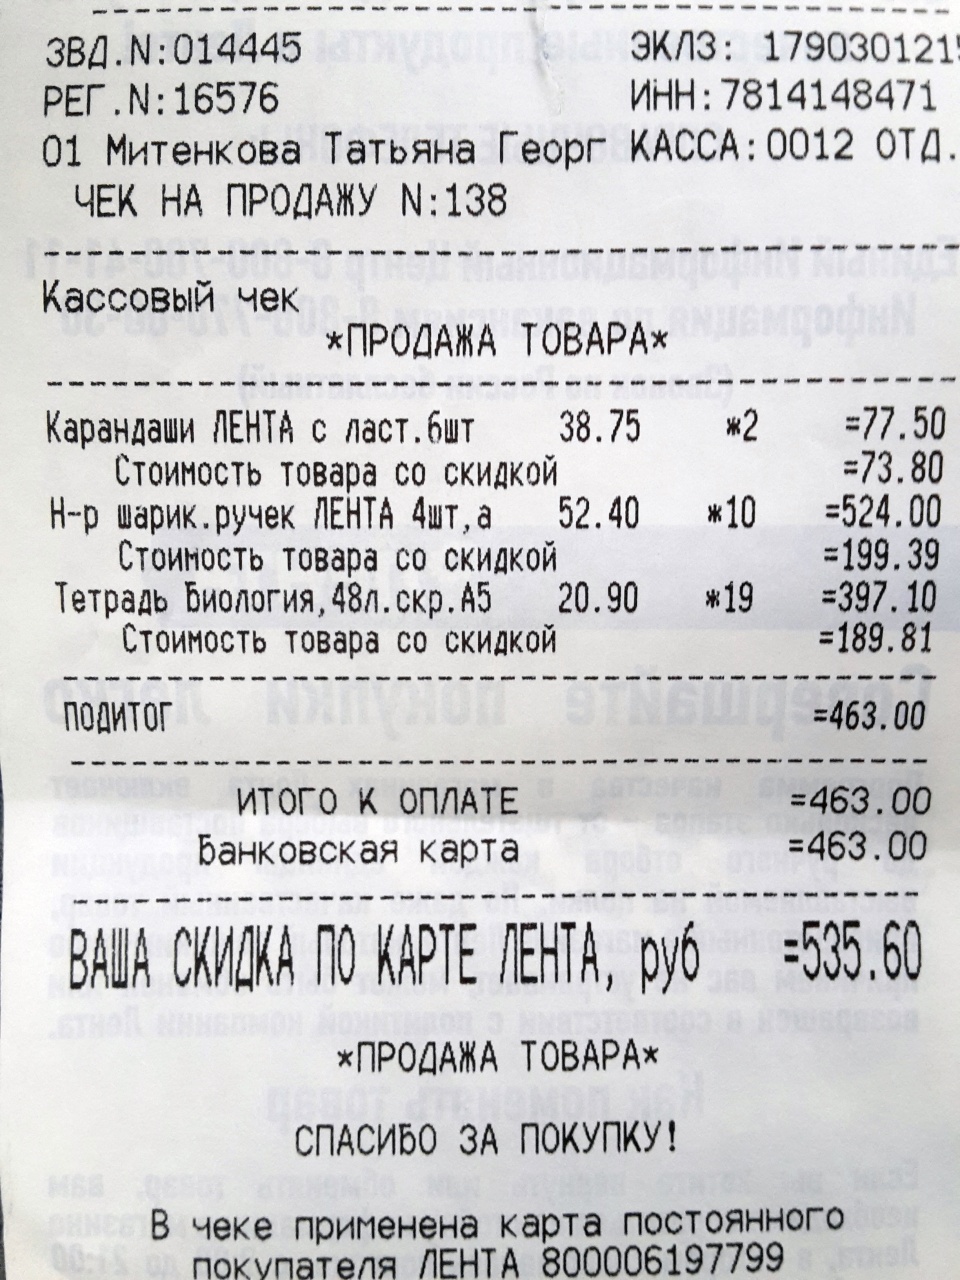 ЗВД.N:014445 ЭКЛЗ: 179030121
РЕГ.N:16576 ИНН:7814148471
01 Митенкова Татьяна Георг КАССА:0012 ОТД.
ЧЕК НА ПРОДАЖУ N:138
Кассовый чек
*ПРОДАЖА ТОВАРА*
Карандаши ЛЕНТА с ласт.6шт 38.75 *2 =77.50
Стоимость товара со скидкой =73.80
Н-р шарик.ручек ЛЕНТА 4шт,а 52.40 *10 =524.00
Стоимость товара со скидкой =199.39
Тетрадь Биология,48л.скр.А5 20.90 *19 =397.10
Стоимость товара со скидкой =189.81
ПОДИТОГ =463.00
ИТОГО К ОПЛАТЕ =463.00
Банковская карта =463.00
ВАША СКИДКА ПО КАРТЕ ЛЕНТА, руб =535.60
*ПРОДАЖА ТОВАРА*
СПАСИБО ЗА ПОКУПКУ!
В чеке применена карта постоянного
покупателя ЛЕНТА 800006197799